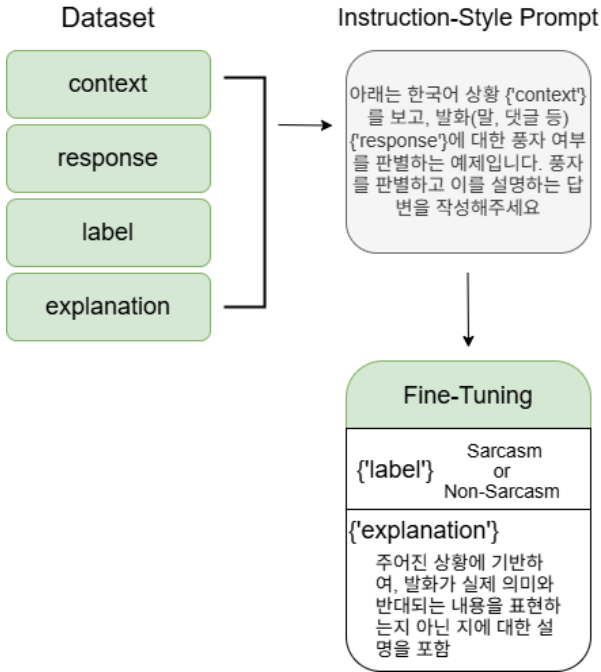 Dataset
context
response
label
explanation
Instruction-Style Prompt
아래는 한국어 상황 {'context'}
를 보고, 발화(말, 댓글 등)
{'response'}에 대한 풍자 여부
를 판별하는 예제입니다. 풍자
를 판별하고 이를 설명하는 답
변을 작성해주세요
Fine-Tuning
{'label'}
Sarcasm
or
Non-Sarcasm
{'explanation'}
주어진 상황에 기반하
여, 발화가 실제 의미와
반대되는 내용을 표현하
는지 아닌 지에 대한 설
명을 포함